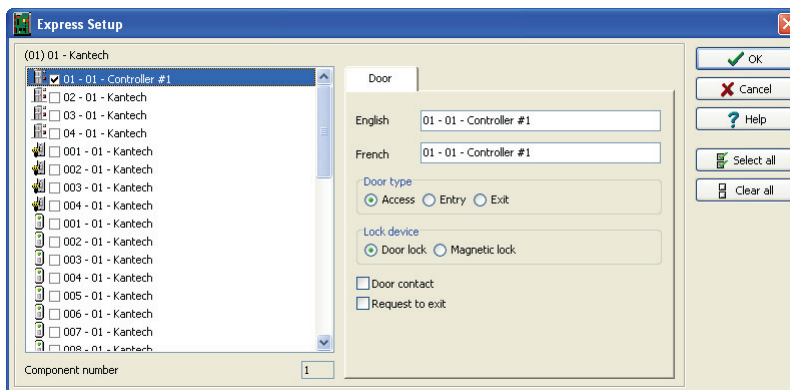 Express Setup
(01) 01 - Kantech
01 - 01 - Controller #1
02 - 01 - Kantech
03 - 01 - Kantech
04 - 01 - Kantech
001 - 01 - Kantech
002 - 01 - Kantech
003 - 01 - Kantech
004 - 01 - Kantech
001 - 01 - Kantech
002 - 01 - Kantech
003 - 01 - Kantech
004 - 01 - Kantech
005 - 01 - Kantech
006 - 01 - Kantech
007 - 01 - Kantech
008 - 01 - Kantech
Component number 1
Door
English 01 - 01 - Controller #1
French 01 - 01 - Controller #1
Door type
Access Entry Exit
Lock device
Door lock Magnetic lock
Door contact
Request to exit
OK
Cancel
Help
Select all
Clear all